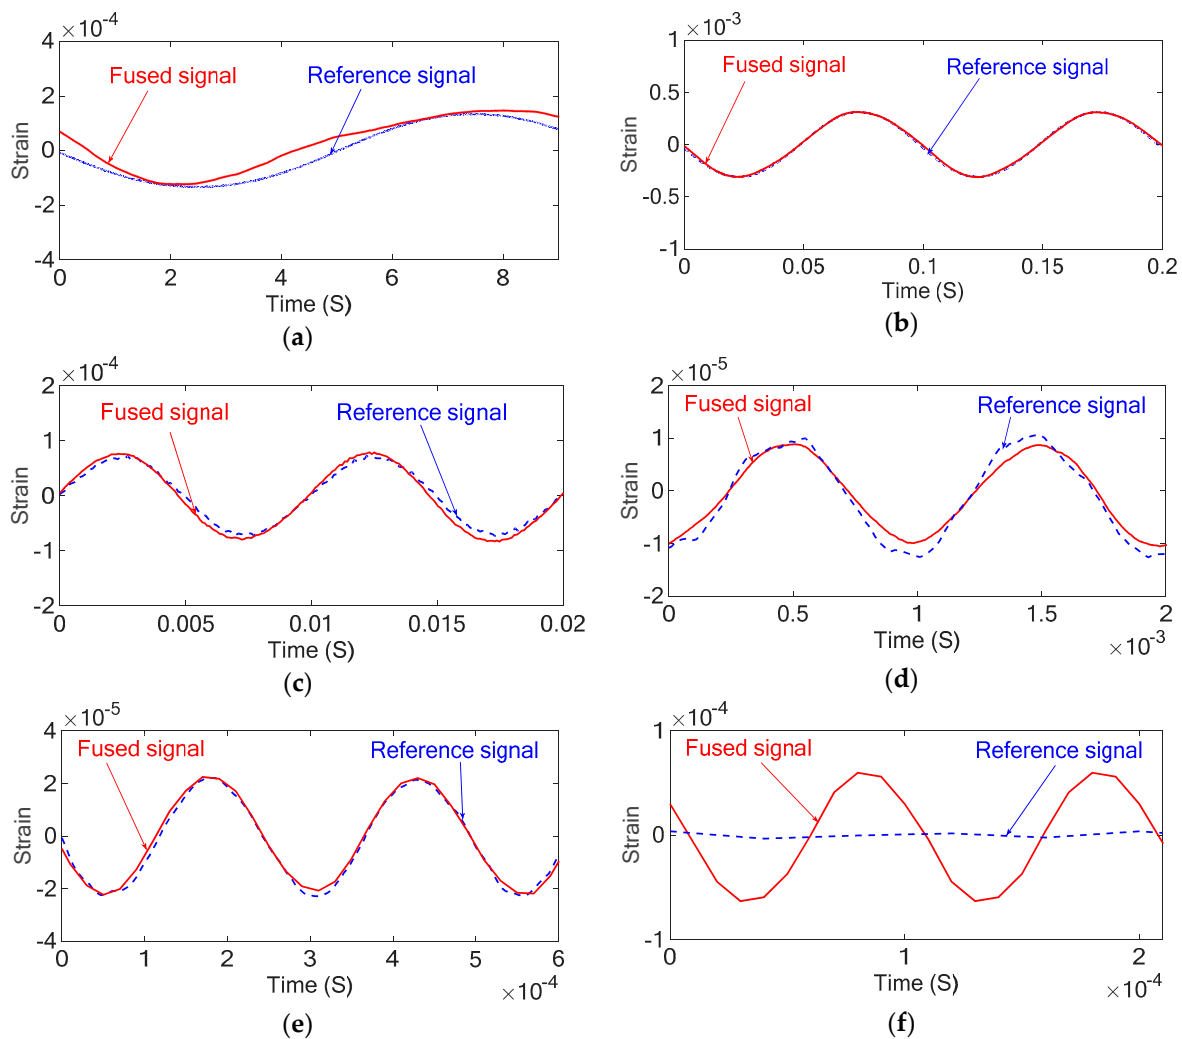 ×10-4
4
2
0
-2
-4
Strain
Fused signal
Reference signal
0 2 4 6 8
Time (S)
(a)
×10-3
1
0.5
0
-0.5
-1
Strain
Fused signal
Reference signal
0 0.05 0.1 0.15 0.2
Time (S)
(b)
×10-4
2
1
0
-1
-2
Strain
Fused signal
Reference signal
0 0.005 0.01 0.015 0.02
Time (S)
(c)
×10-5
2
1
0
-1
-2
Strain
Fused signal
Reference signal
0 0.5 1 1.5 2
Time (S)
×10-3
(d)
×10-5
4
2
0
-2
-4
Strain
Fused signal
Reference signal
0 1 2 3 4 5 6
Time (S)
×10-4
(e)
×10-4
1
0
-1
Strain
Fused signal
Reference signal
0 1 2
Time (S)
×10-4
(f)